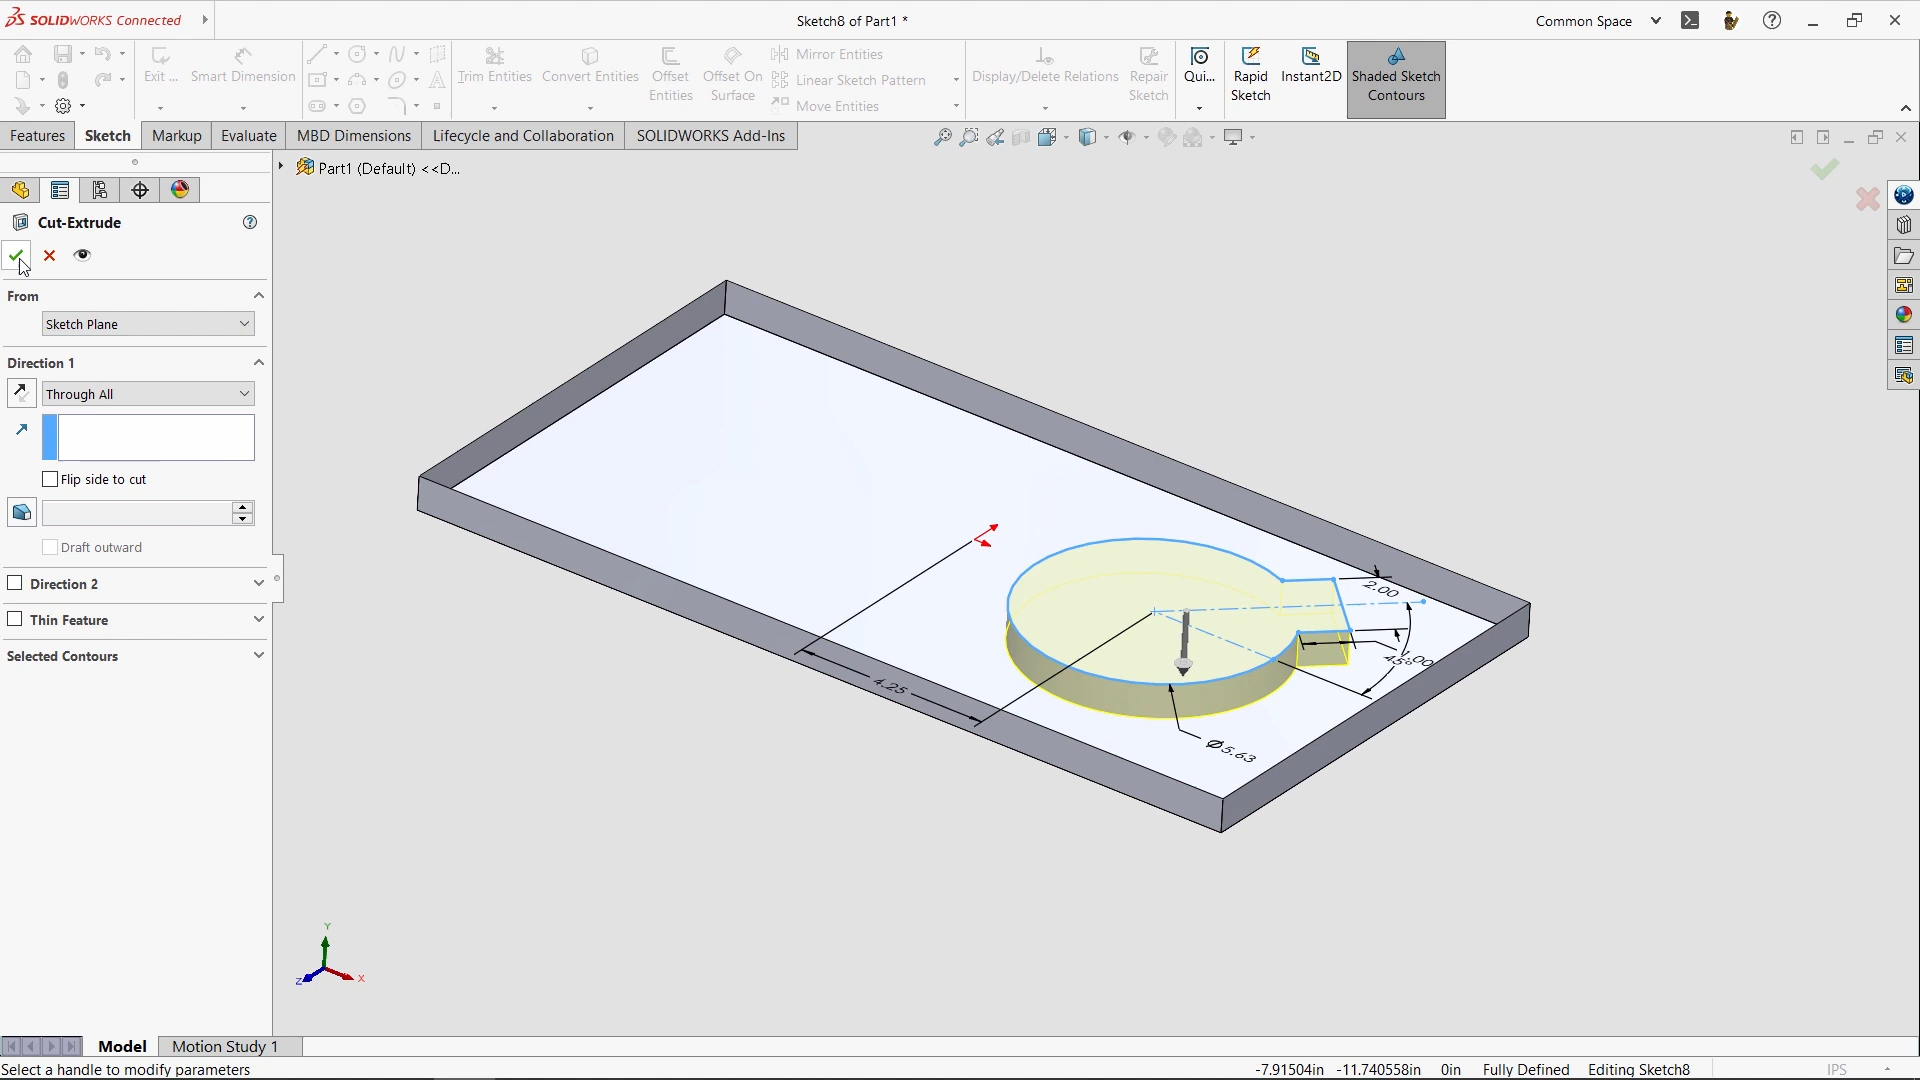 SOLIDWORKS Connected
Sketch8 of Part1 *
Common Space
Exit ...
Smart Dimension
Trim Entities
Convert Entities
Offset Entities
Offset On Surface
Mirror Entities
Linear Sketch Pattern
Move Entities
Display/Delete Relations
Repair Sketch
Qui...
Rapid Sketch
Instant2D
Shaded Sketch Contours
Features
Sketch
Markup
Evaluate
MBD Dimensions
Lifecycle and Collaboration
SOLIDWORKS Add-Ins
Part1 (Default) <<D...
Cut-Extrude
From
Sketch Plane
Direction 1
Through All
Flip side to cut
Draft outward
Direction 2
Thin Feature
Selected Contours
2.00
1.00
45°
4.25
Ø5.63
Y
X
Z
Model
Motion Study 1
Select a handle to modify parameters
-7.91504in
-11.740558in
0in
Fully Defined
Editing Sketch8
IPS